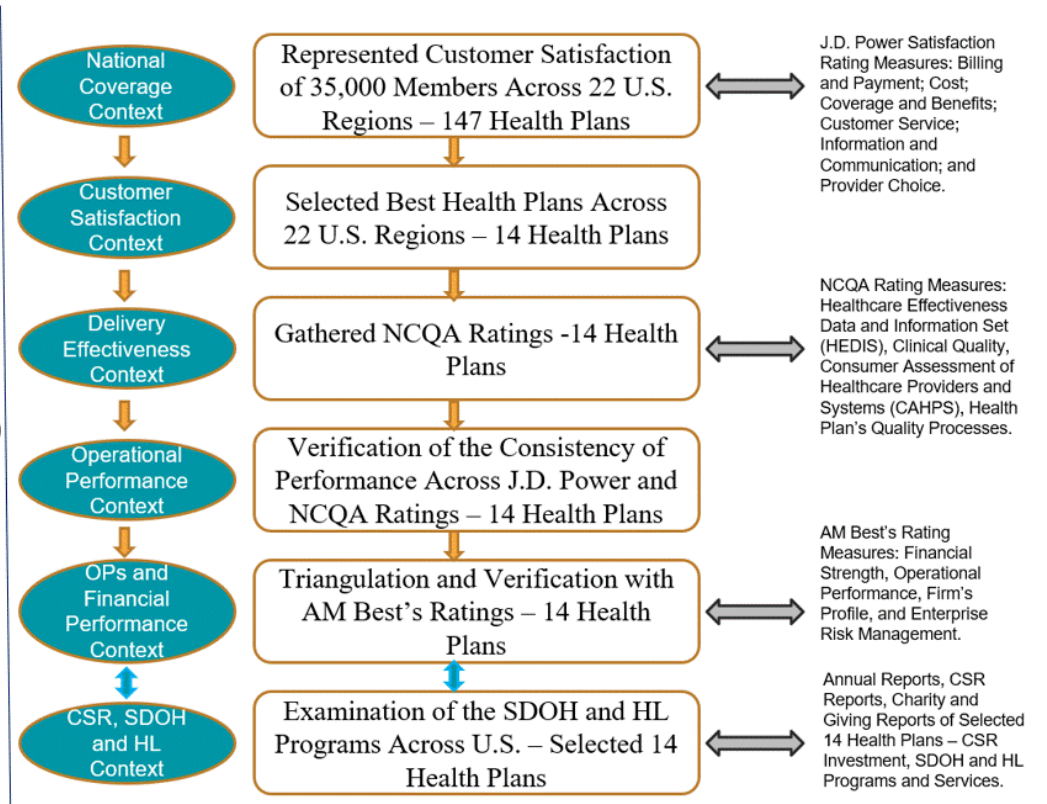 National
Coverage
Context
Represented Customer Satisfaction
of 35,000 Members Across 22 U.S.
Regions – 147 Health Plans
J.D. Power Satisfaction
Rating Measures: Billing
and Payment; Cost;
Coverage and Benefits;
Customer Service;
Information and
Communication; and
Provider Choice.
Customer
Satisfaction
Context
Selected Best Health Plans Across
22 U.S. Regions – 14 Health Plans
Delivery
Effectiveness
Context
Gathered NCQA Ratings -14 Health
Plans
NCQA Rating Measures:
Healthcare Effectiveness
Data and Information Set
(HEDIS), Clinical Quality,
Consumer Assessment of
Healthcare Providers and
Systems (CAHPS), Health
Plan's Quality Processes.
Operational
Performance
Context
Verification of the Consistency of
Performance Across J.D. Power and
NCQA Ratings – 14 Health Plans
OPs and
Financial
Performance
Context
Triangulation and Verification with
AM Best's Ratings – 14 Health
Plans
AM Best's Rating
Measures: Financial
Strength, Operational
Performance, Firm's
Profile, and Enterprise
Risk Management.
CSR, SDOH
and HL
Context
Examination of the SDOH and HL
Programs Across U.S. – Selected 14
Health Plans
Annual Reports, CSR
Reports, Charity and
Giving Reports of Selected
14 Health Plans – CSR
Investment, SDOH and HL
Programs and Services.